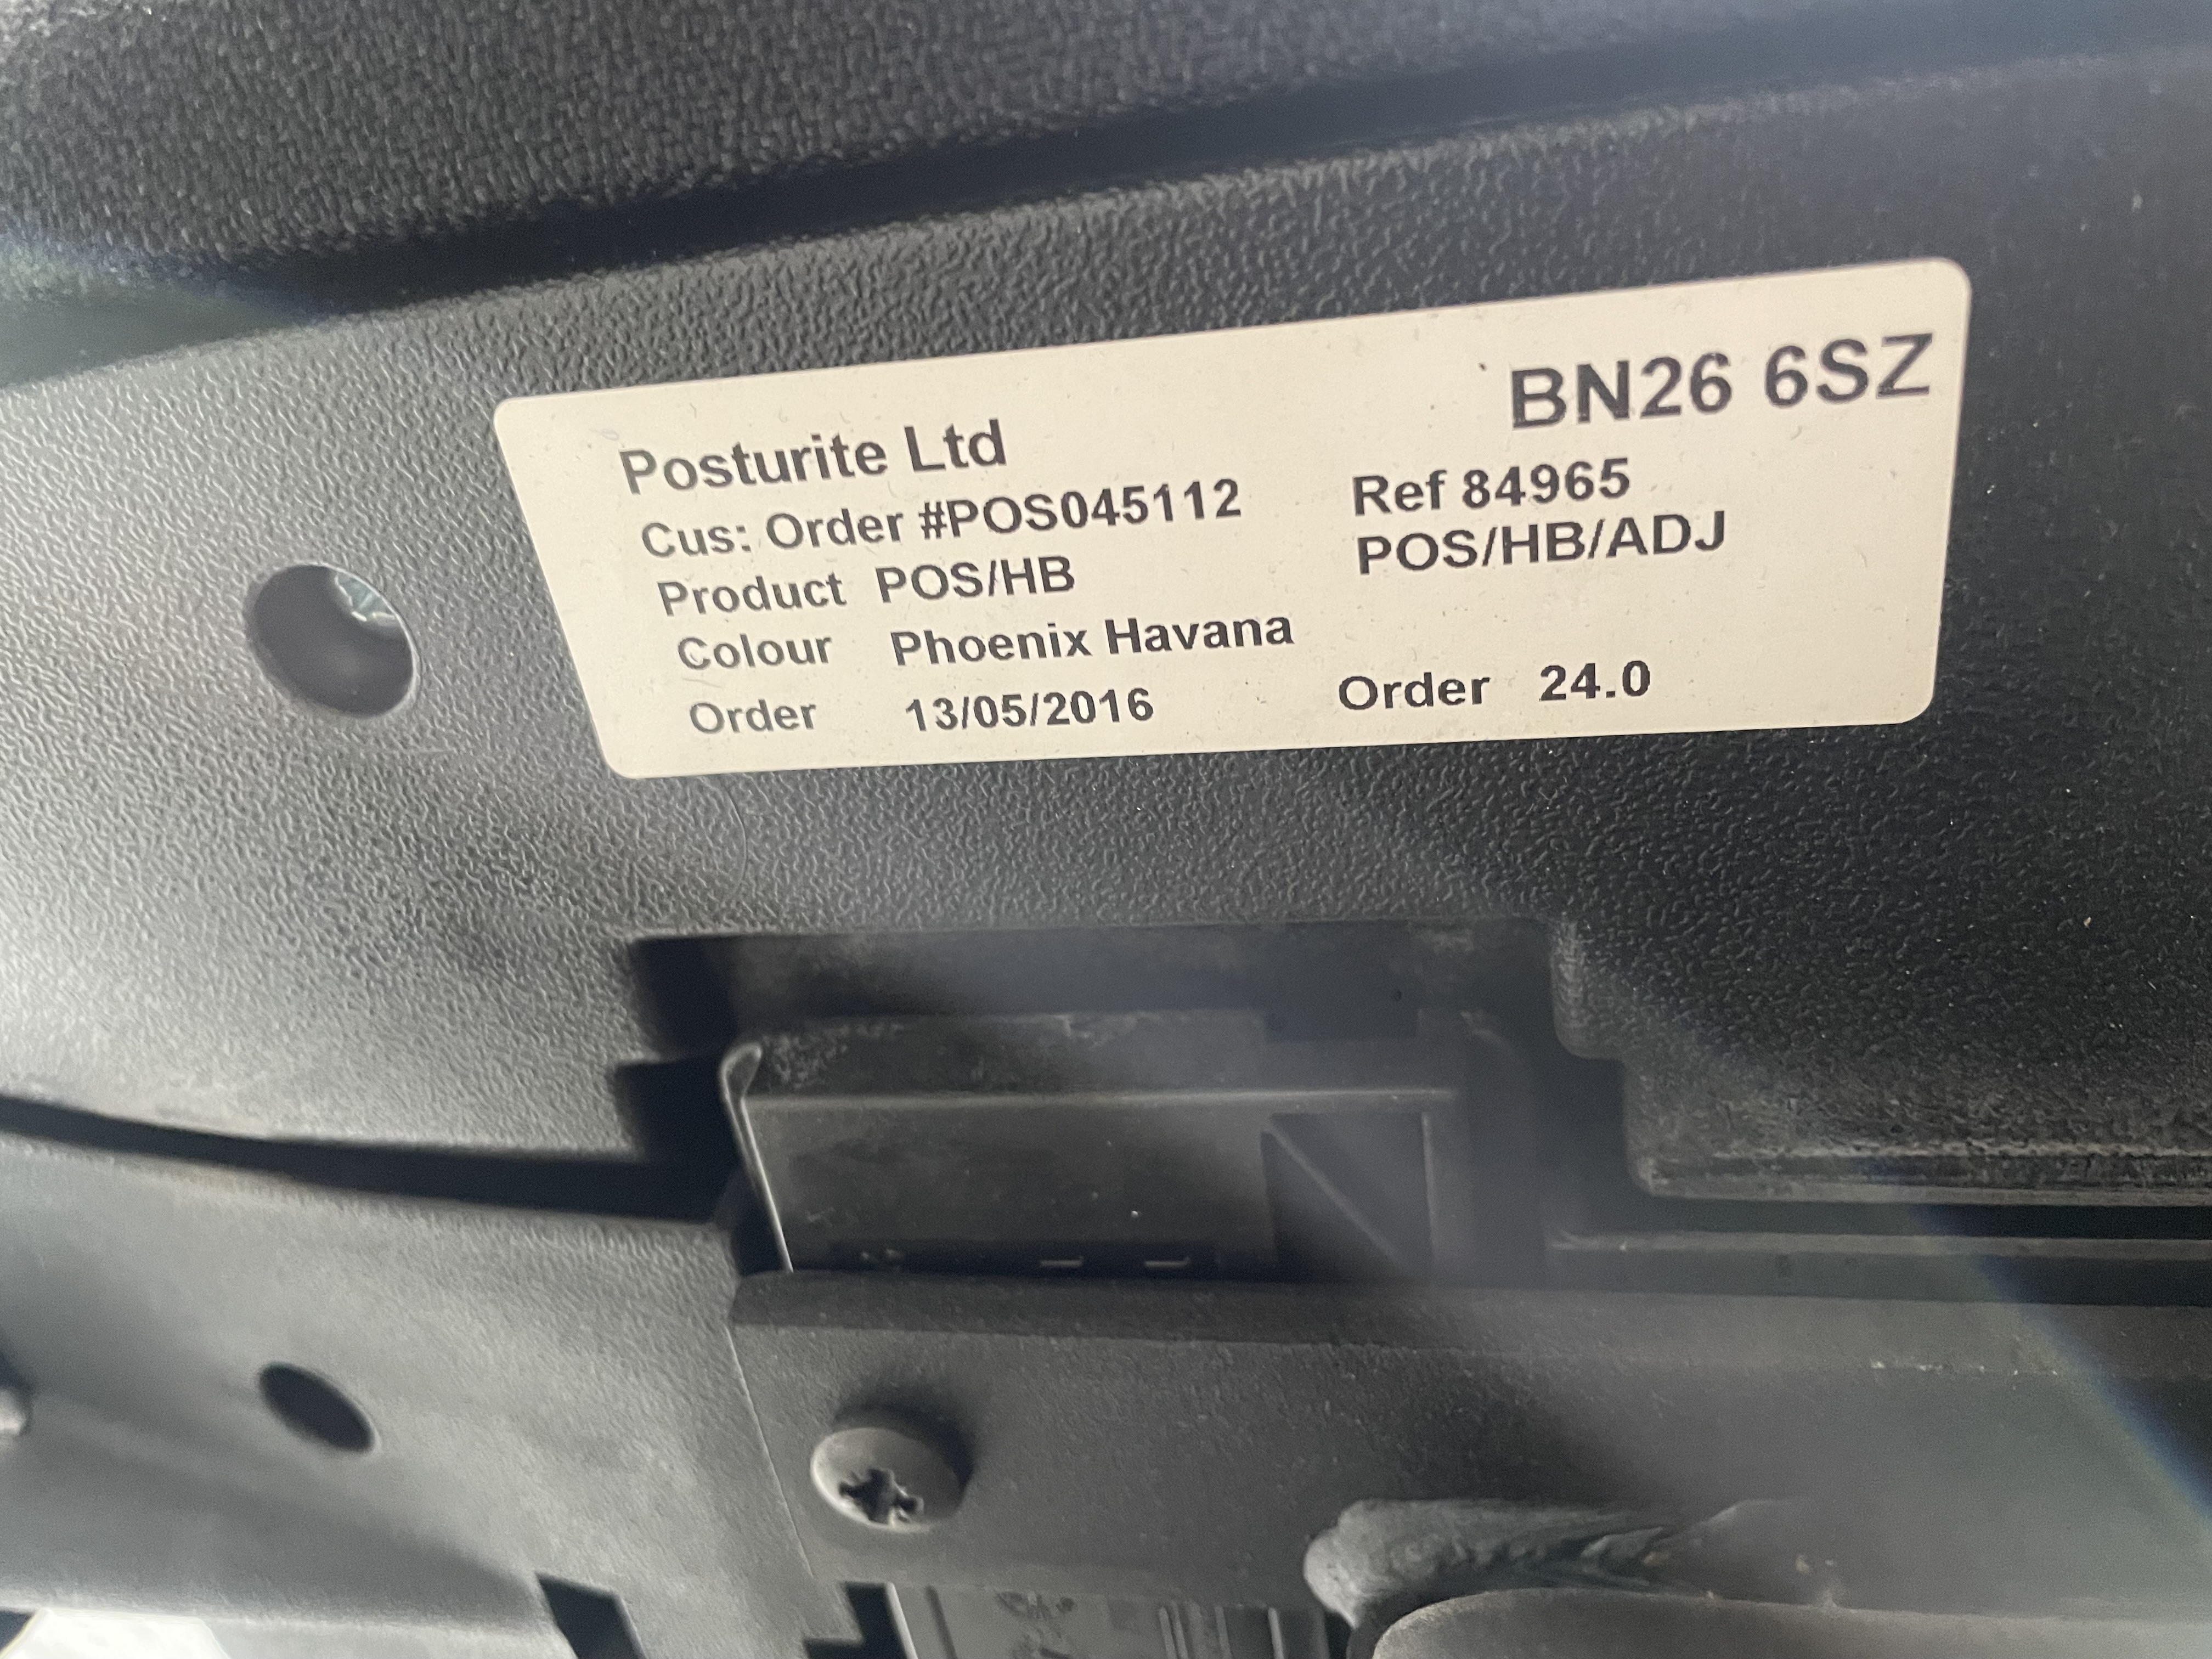 BN26 6SZ
Posturite Ltd
Cus: Order #POS045112 Ref 84965
Product POS/HB POS/HB/ADJ
Colour Phoenix Havana
Order 13/05/2016 Order 24.0